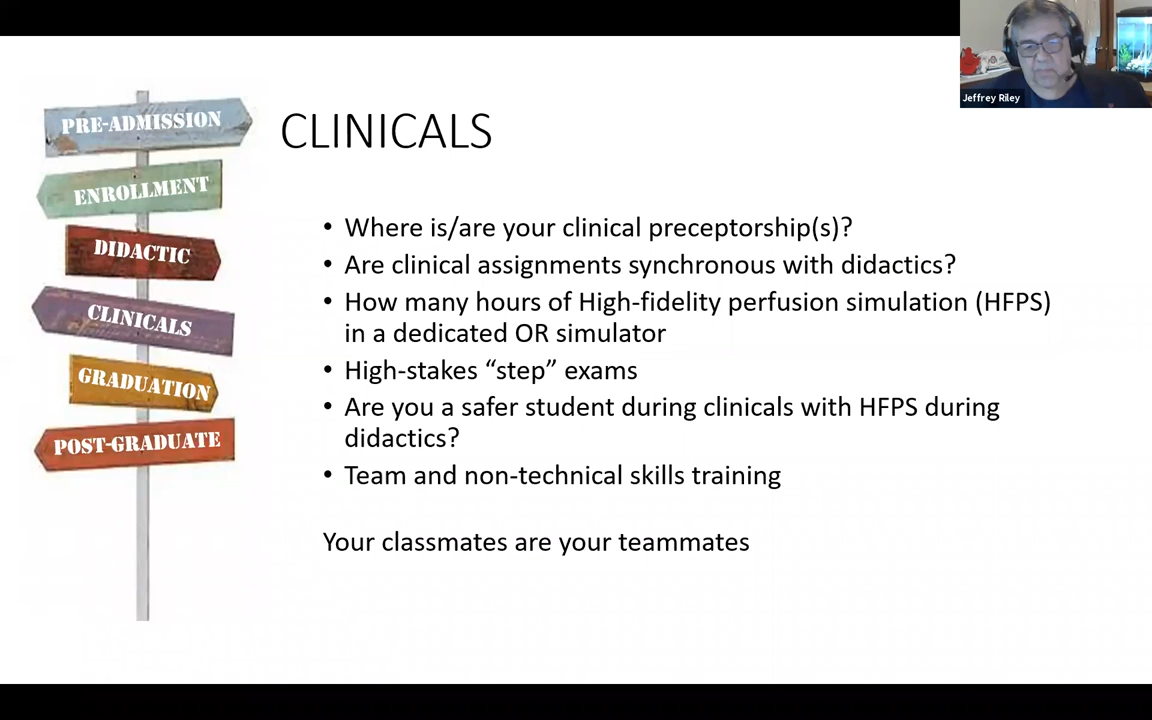 Jeffrey Riley
PRE-ADMISSION
ENROLLMENT
DIDACTIC
CLINICALS
GRADUATION
POST-GRADUATE
CLINICALS
• Where is/are your clinical preceptorship(s)?
• Are clinical assignments synchronous with didactics?
• How many hours of High-fidelity perfusion simulation (HFPS)
in a dedicated OR simulator
• High-stakes “step” exams
• Are you a safer student during clinicals with HFPS during
didactics?
• Team and non-technical skills training
Your classmates are your teammates